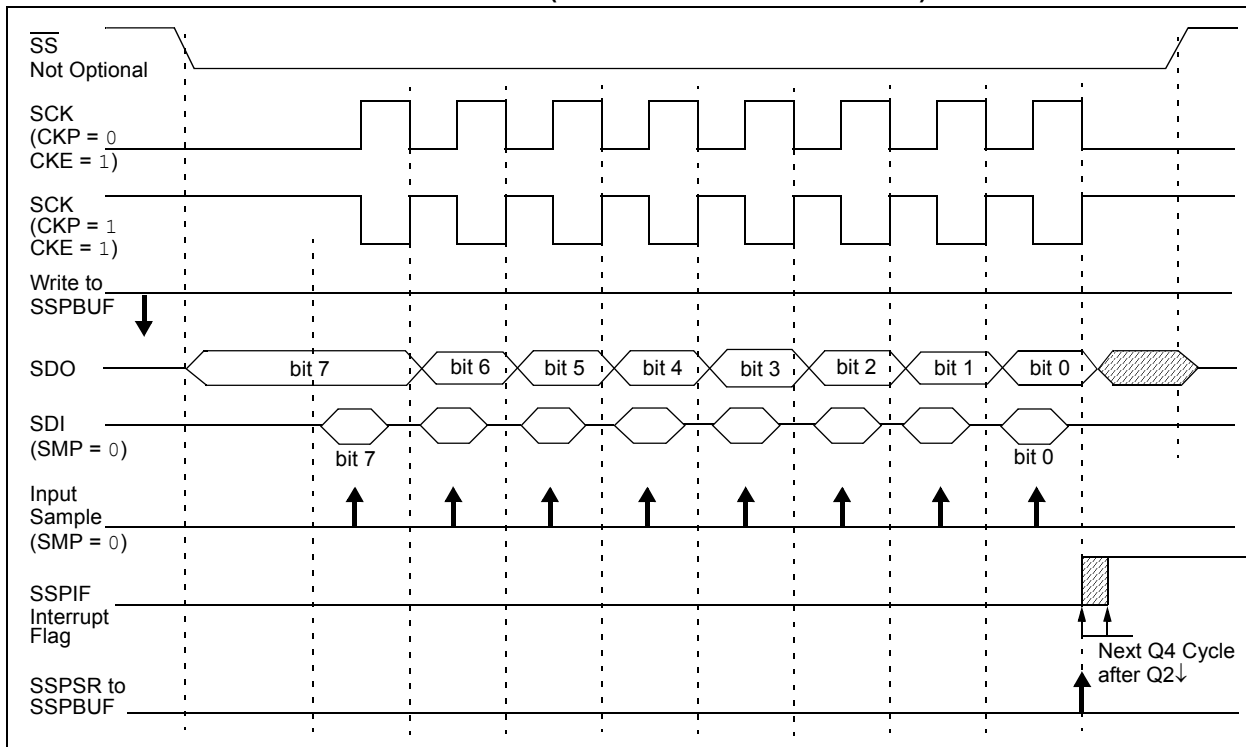 SS
Not Optional
SCK
(CKP = 0
CKE = 1)
SCK
(CKP = 1
CKE = 1)
Write to
SSPBUF
SDO
bit 7 bit 6 bit 5 bit 4 bit 3 bit 2 bit 1 bit 0
SDI
(SMP = 0)
bit 7 bit 0
Input
Sample
(SMP = 0)
SSPIF
Interrupt
Flag
Next Q4 Cycle
after Q2↓
SSPSR to
SSPBUF